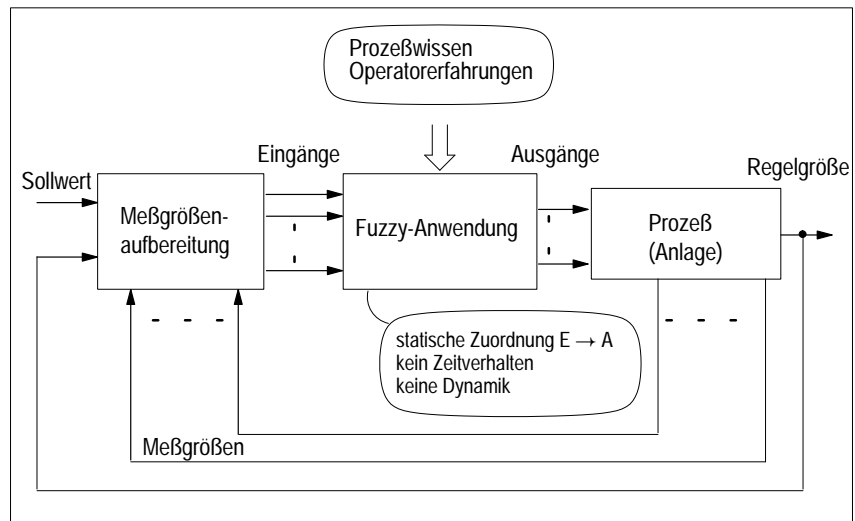 Prozeßwissen
Operatorerfahrungen
Eingänge
Ausgänge
Regelgröße
Sollwert
Meßgrößen-
aufbereitung
Fuzzy-Anwendung
Prozeß
(Anlage)
statische Zuordnung E → A
kein Zeitverhalten
keine Dynamik
Meßgrößen